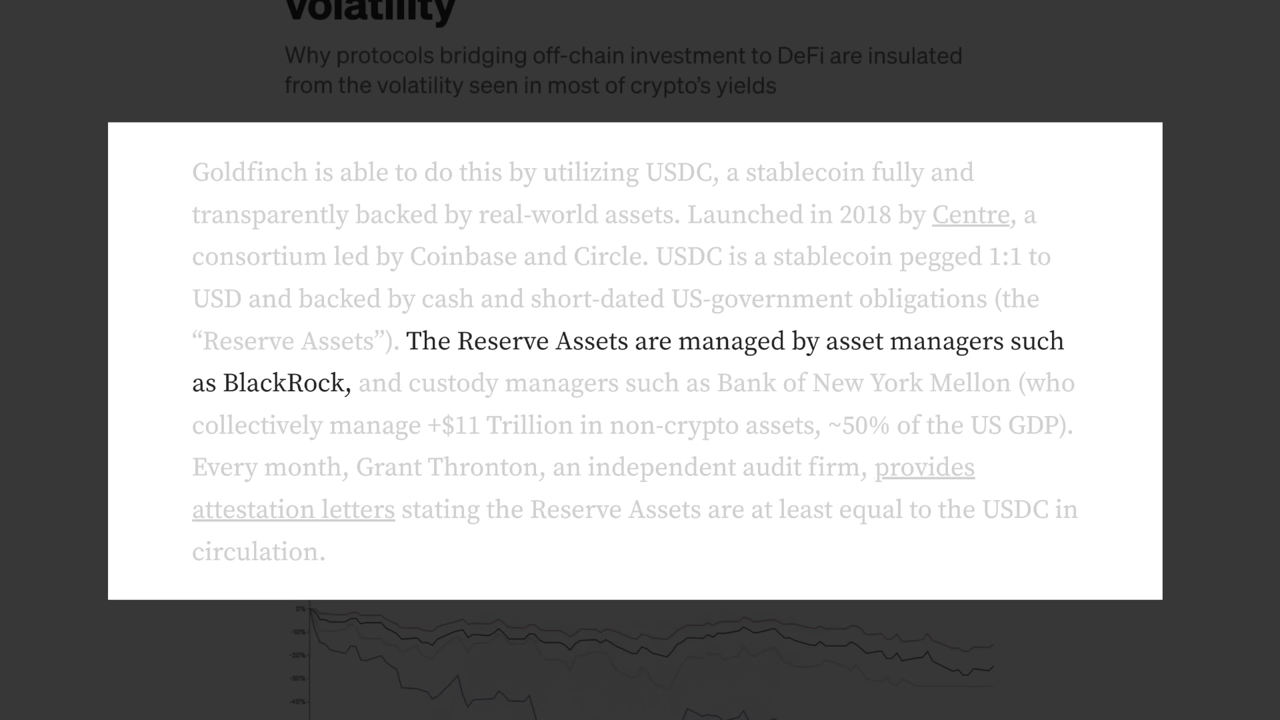 volatility
Why protocols bridging off-chain investment to DeFi are insulated
from the volatility seen in most of crypto's yields
Goldfinch is able to do this by utilizing USDC, a stablecoin fully and
transparently backed by real-world assets. Launched in 2018 by Centre, a
consortium led by Coinbase and Circle. USDC is a stablecoin pegged 1:1 to
USD and backed by cash and short-dated US-government obligations (the
“Reserve Assets”). The Reserve Assets are managed by asset managers such
as BlackRock, and custody managers such as Bank of New York Mellon (who
collectively manage +$11 Trillion in non-crypto assets, ~50% of the US GDP).
Every month, Grant Thronton, an independent audit firm, provides
attestation letters stating the Reserve Assets are at least equal to the USDC in
circulation.
0%
-10%
-20%
-30%
-40%